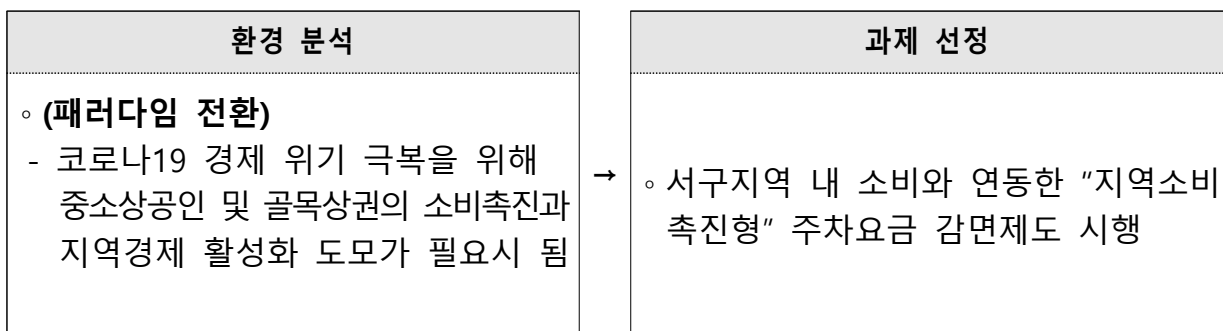 환경 분석
◦ (패러다임 전환)
- 코로나19 경제 위기 극복을 위해
중소상공인 및 골목상권의 소비촉진과
지역경제 활성화 도모가 필요시 됨
→
과제 선정
◦ 서구지역 내 소비와 연동한 "지역소비
촉진형" 주차요금 감면제도 시행